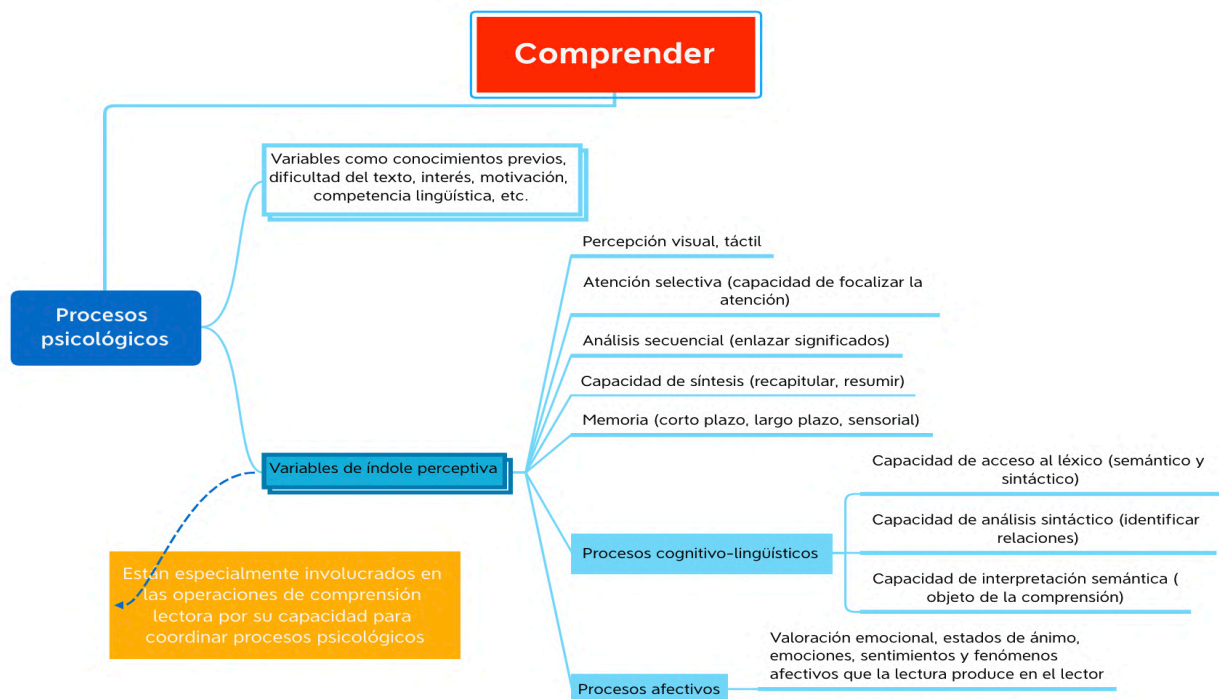 Comprender
Variables como conocimientos previos,
dificultad del texto, interés, motivación,
competencia lingüística, etc.
Procesos
psicológicos
Percepción visual, táctil
Atención selectiva (capacidad de focalizar la
atención)
Análisis secuencial (enlazar significados)
Capacidad de síntesis (recapitular, resumir)
Memoria (corto plazo, largo plazo, sensorial)
Variables de índole perceptiva
Están especialmente involucrados en
las operaciones de comprensión
lectora por su capacidad para
coordinar procesos psicológicos
Procesos cognitivo-lingüísticos
Capacidad de acceso al léxico (semántico y
sintáctico)
Capacidad de análisis sintáctico (identificar
relaciones)
Capacidad de interpretación semántica (
objeto de la comprensión)
Procesos afectivos
Valoración emocional, estados de ánimo,
emociones, sentimientos y fenómenos
afectivos que la lectura produce en el lector